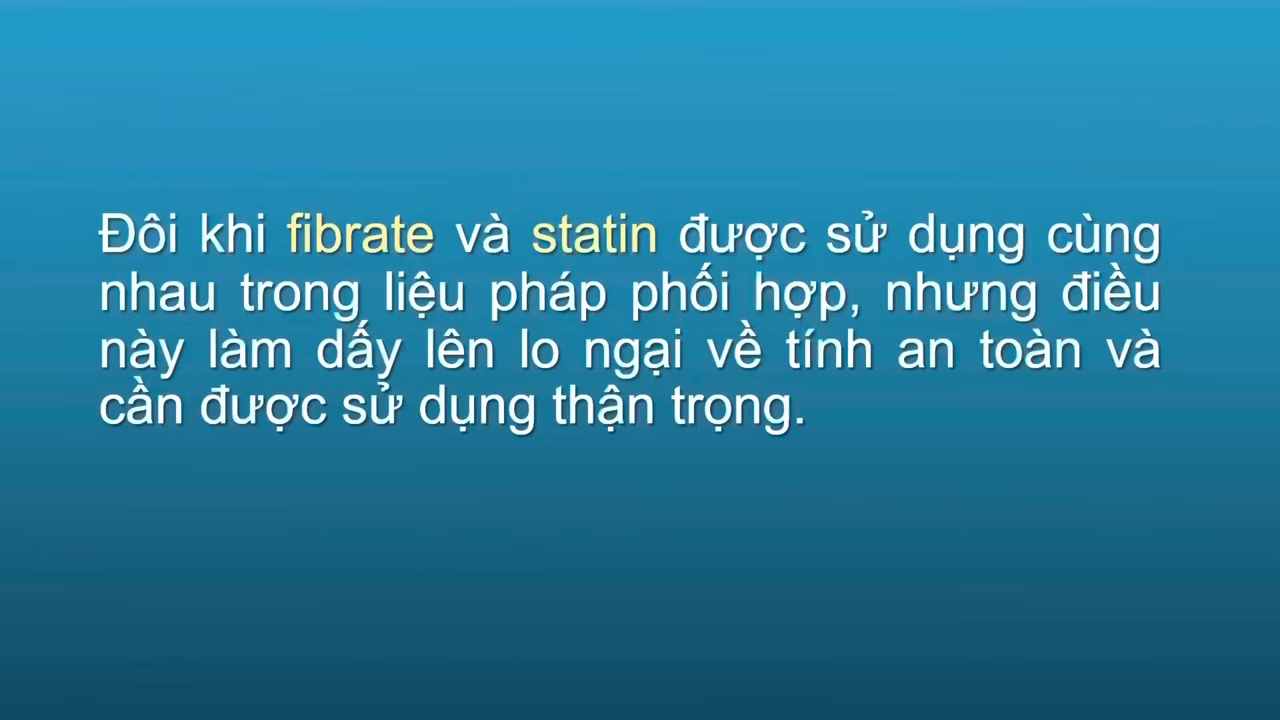 Đôi khi fibrate và statin được sử dụng cùng
nhau trong liệu pháp phối hợp, nhưng điều
này làm dấy lên lo ngại về tính an toàn và
cần được sử dụng thận trọng.